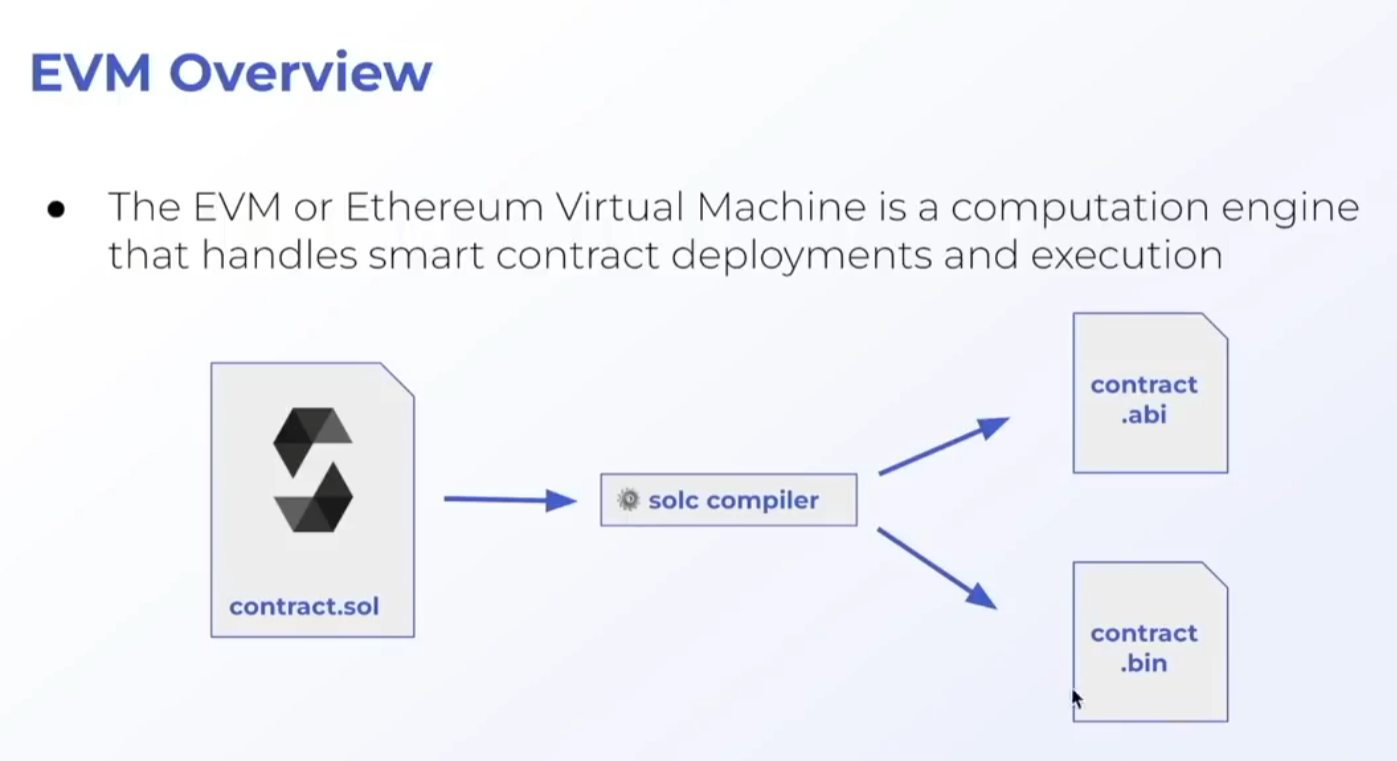 EVM Overview
● The EVM or Ethereum Virtual Machine is a computation engine
that handles smart contract deployments and execution
contract.sol
solc compiler
contract
.abi
contract
.bin